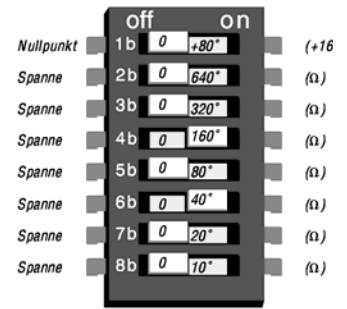 off on
Nullpunkt 1b 0 +80° (+16
Spanne 2b 0 640° (Ω)
Spanne 3b 0 320° (Ω)
Spanne 4b 0 160° (Ω)
Spanne 5b 0 80° (Ω)
Spanne 6b 0 40° (Ω)
Spanne 7b 0 20° (Ω)
Spanne 8b 0 10° (Ω)